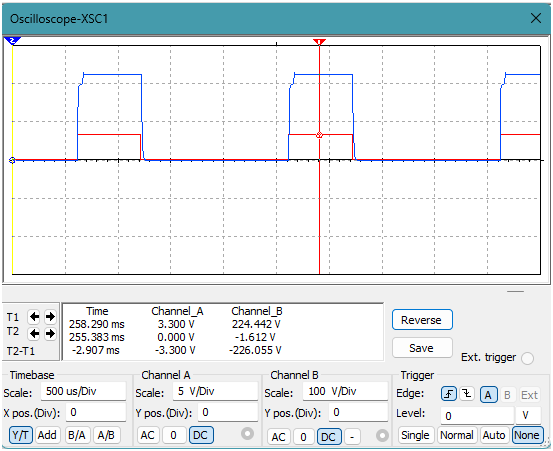 Oscilloscope-XSC1
2 1
T1
T2
T2-T1
Time Channel_A Channel_B
258.290 ms 3.300 V 224.442 V
255.383 ms 0.000 V -1.612 V
-2.907 ms -3.300 V -226.055 V
Reverse
Save
Ext. trigger
Timebase
Scale: 500 us/Div
X pos.(Div): 0
Y/T Add B/A A/B
Channel A
Scale: 5 V/Div
Y pos.(Div): 0
AC 0 DC
Channel B
Scale: 100 V/Div
Y pos.(Div): 0
AC 0 DC -
Trigger
Edge: A B Ext
Level: 0 V
Single Normal Auto None